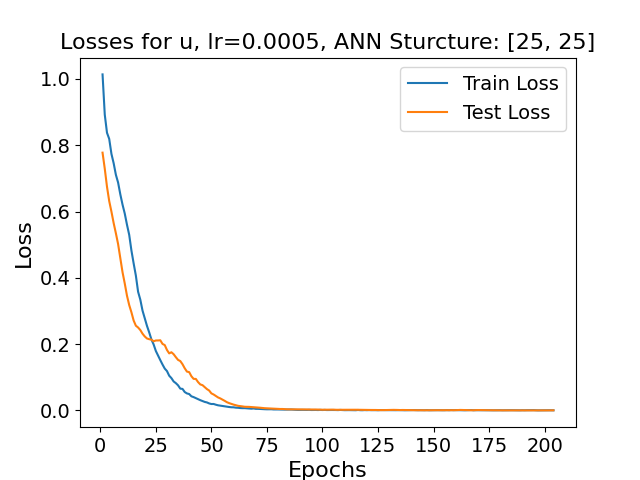 Losses for u, lr=0.0005, ANN Sturcture: [25, 25]
Train Loss
Test Loss
1.0
0.8
0.6
0.4
0.2
0.0
Loss
0 25 50 75 100 125 150 175 200
Epochs